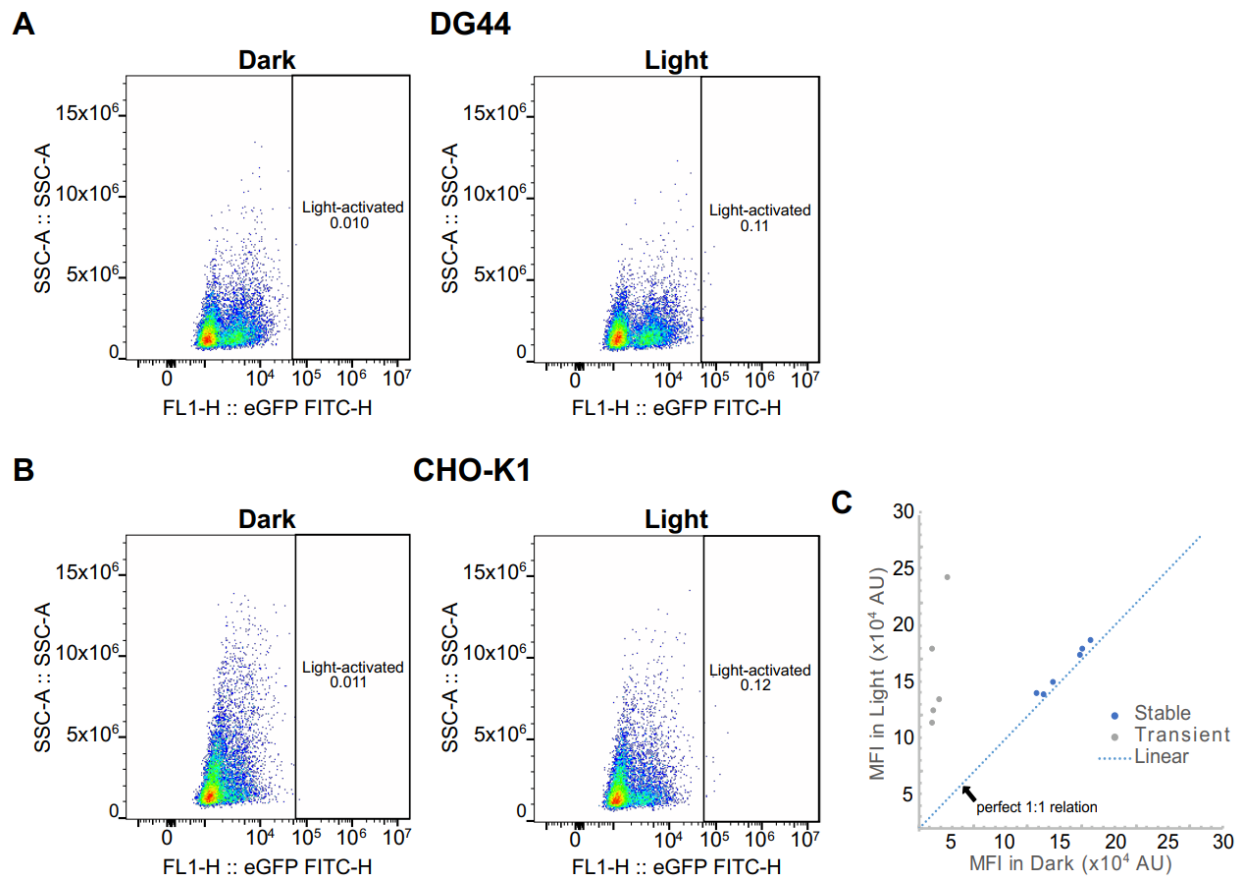 A
DG44
Dark
Light
15x10⁶
10x10⁶
5x10⁶
0
SSC-A :: SSC-A
Light-activated
0.010
0 10⁴ 10⁵ 10⁶ 10⁷
FL1-H :: eGFP FITC-H
15x10⁶
10x10⁶
5x10⁶
0
SSC-A :: SSC-A
Light-activated
0.11
0 10⁴ 10⁵ 10⁶ 10⁷
FL1-H :: eGFP FITC-H
B
CHO-K1
Dark
Light
15x10⁶
10x10⁶
5x10⁶
0
SSC-A :: SSC-A
Light-activated
0.011
0 10⁴ 10⁵ 10⁶ 10⁷
FL1-H :: eGFP FITC-H
15x10⁶
10x10⁶
5x10⁶
0
SSC-A :: SSC-A
Light-activated
0.12
0 10⁴ 10⁵ 10⁶ 10⁷
FL1-H :: eGFP FITC-H
C
30
25
20
15
10
5
MFI in Light (x10⁴ AU)
Stable
Transient
Linear
perfect 1:1 relation
5 10 15 20 25 30
MFI in Dark (x10⁴ AU)